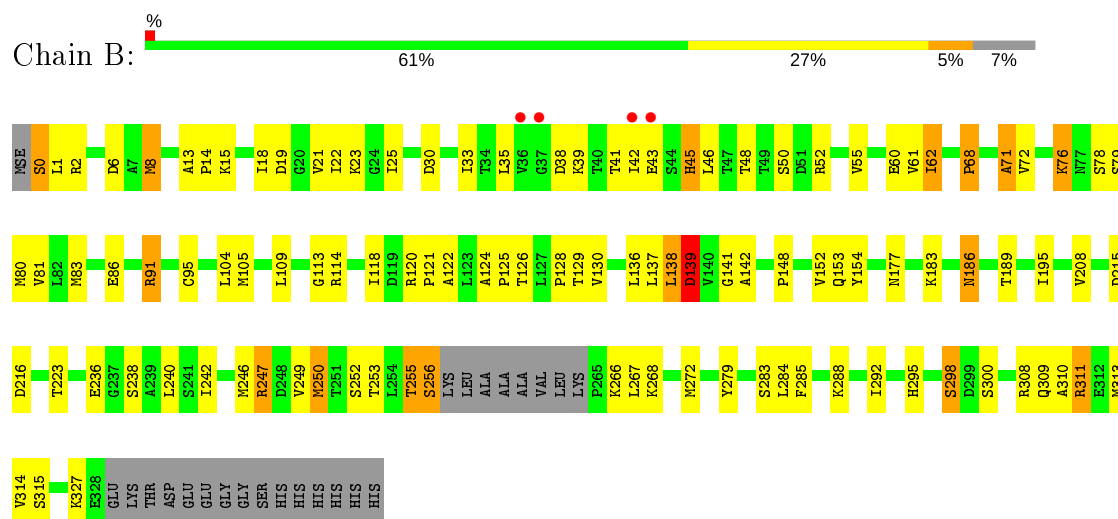 %
Chain B:
61% 27% 5% 7%
MSE S0 L1 R2 D6 A7 M8 A13 P14 K15 I18 D19 G20 V21 I22 K23 G24 I25 D30 I33 T34 L35 V36 G37 D38 K39 T40 T41 I42 E43 S44 H45 L46 T47 T48 T49 S50 D51 R52 V55 E60 V61 I62 P68 A71 V72 K76 N77 S78 S79
M80 V81 L82 M83 E86 R91 C95 L104 M105 L109 G113 R114 I118 D119 R120 P121 A122 L123 A124 P125 T126 L127 P128 T129 V130 L136 L137 L138 D139 V140 G141 A142 P148 V152 Q153 Y154 N177 K183 N186 T189 I195 V208 D215
D216 T223 E236 G237 S238 A239 L240 S241 I242 M246 R247 D248 V249 M250 T251 S252 T253 L254 T255 S256 LYS LEU ALA ALA ALA VAL LEU LYS P265 K266 L267 K268 M272 Y279 S283 L284 F285 K288 I292 H295 S298 D299 S300 R308 Q309 A310 R311 E312 M313
V314 S315 K327 E328 GLU LYS THR ASP GLU GLU GLY GLY SER HIS HIS HIS HIS HIS HIS